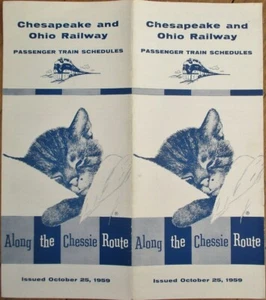 Chesapeake and
Ohio Railway
PASSENGER TRAIN SCHEDULES
Along the Chessie Route
Issued October 25, 1959
Chesapeake and
Ohio Railway
PASSENGER TRAIN SCHEDULES
Along the Chessie Route
Issued October 25, 1959